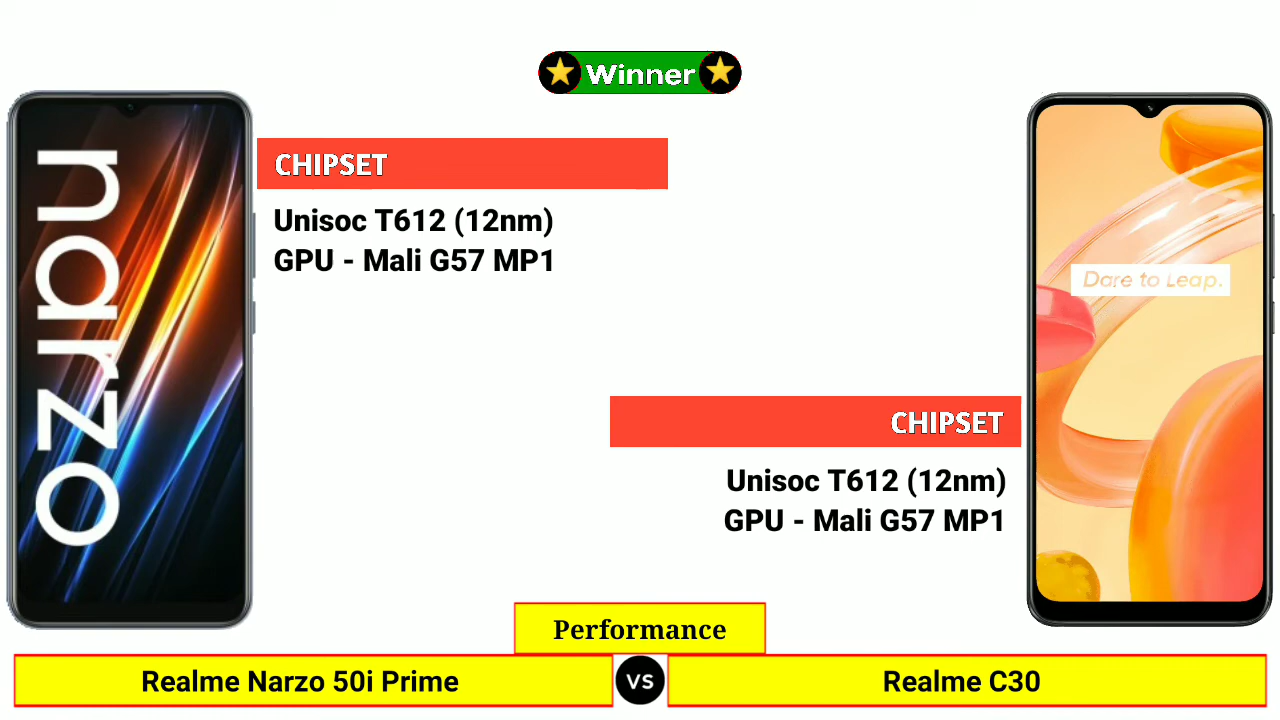 Winner
narzo
CHIPSET
Unisoc T612 (12nm)
GPU - Mali G57 MP1
Dare to Leap.
CHIPSET
Unisoc T612 (12nm)
GPU - Mali G57 MP1
Performance
Realme Narzo 50i Prime
VS
Realme C30